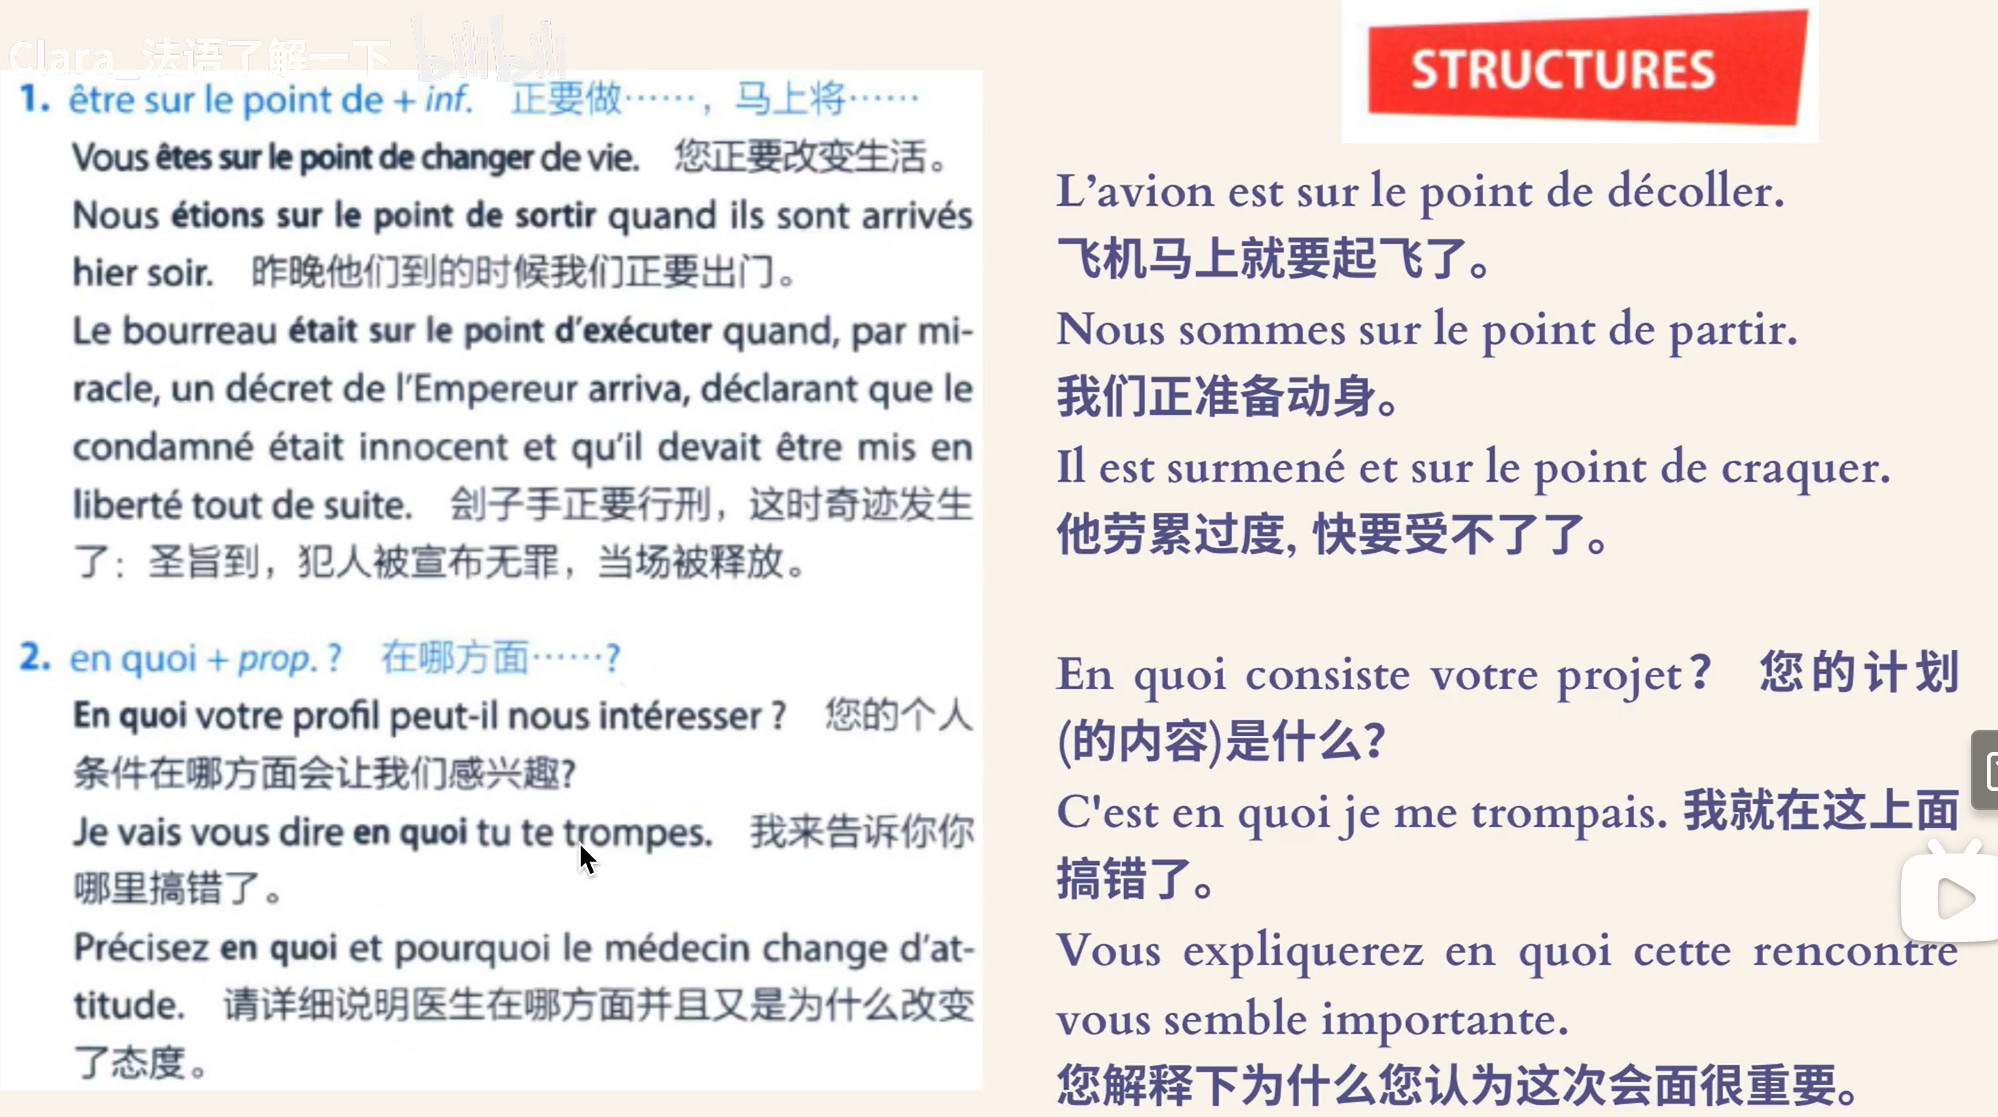 Clara_法语了解一下 bilibili
1. être sur le point de + inf. 正要做……，马上将……
Vous êtes sur le point de changer de vie. 您正要改变生活。
Nous étions sur le point de sortir quand ils sont arrivés
hier soir. 昨晚他们到的时候我们正要出门。
Le bourreau était sur le point d’exécuter quand, par mi-
racle, un décret de l’Empereur arriva, déclarant que le
condamné était innocent et qu’il devait être mis en
liberté tout de suite. 刽子手正要行刑，这时奇迹发生
了：圣旨到，犯人被宣布无罪，当场被释放。
2. en quoi + prop. ? 在哪方面……?
En quoi votre profil peut-il nous intéresser ? 您的个人
条件在哪方面会让我们感兴趣?
Je vais vous dire en quoi tu te trompes. 我来告诉你你
哪里搞错了。
Précisez en quoi et pourquoi le médecin change d’at-
titude. 请详细说明医生在哪方面并且又是为什么改变
了态度。
STRUCTURES
L’avion est sur le point de décoller.
飞机马上就要起飞了。
Nous sommes sur le point de partir.
我们正准备动身。
Il est surmené et sur le point de craquer.
他劳累过度, 快要受不了了。
En quoi consiste votre projet？ 您的计划
(的内容)是什么?
C'est en quoi je me trompais. 我就在这上面
搞错了。
Vous expliquerez en quoi cette rencontre
vous semble importante.
您解释下为什么您认为这次会面很重要。